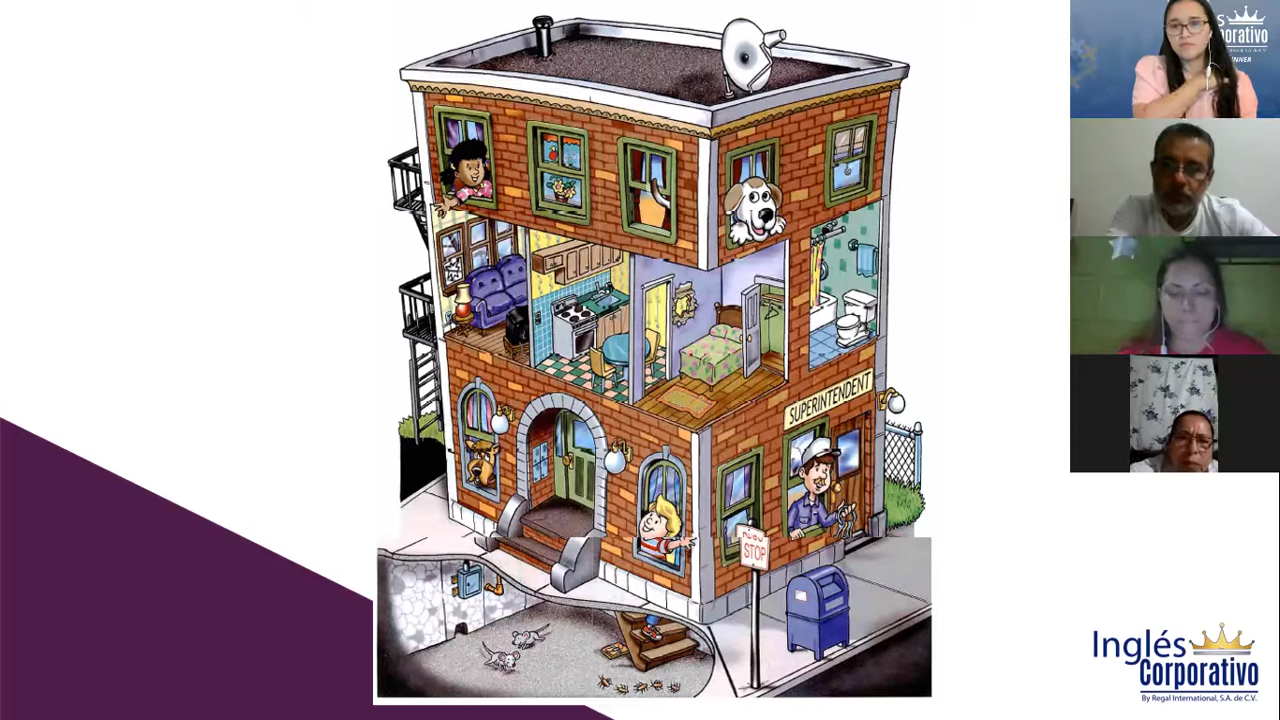 SUPERINTENDENT
STOP
Inglés
Corporativo
By Regal International, S.A. de C.V.